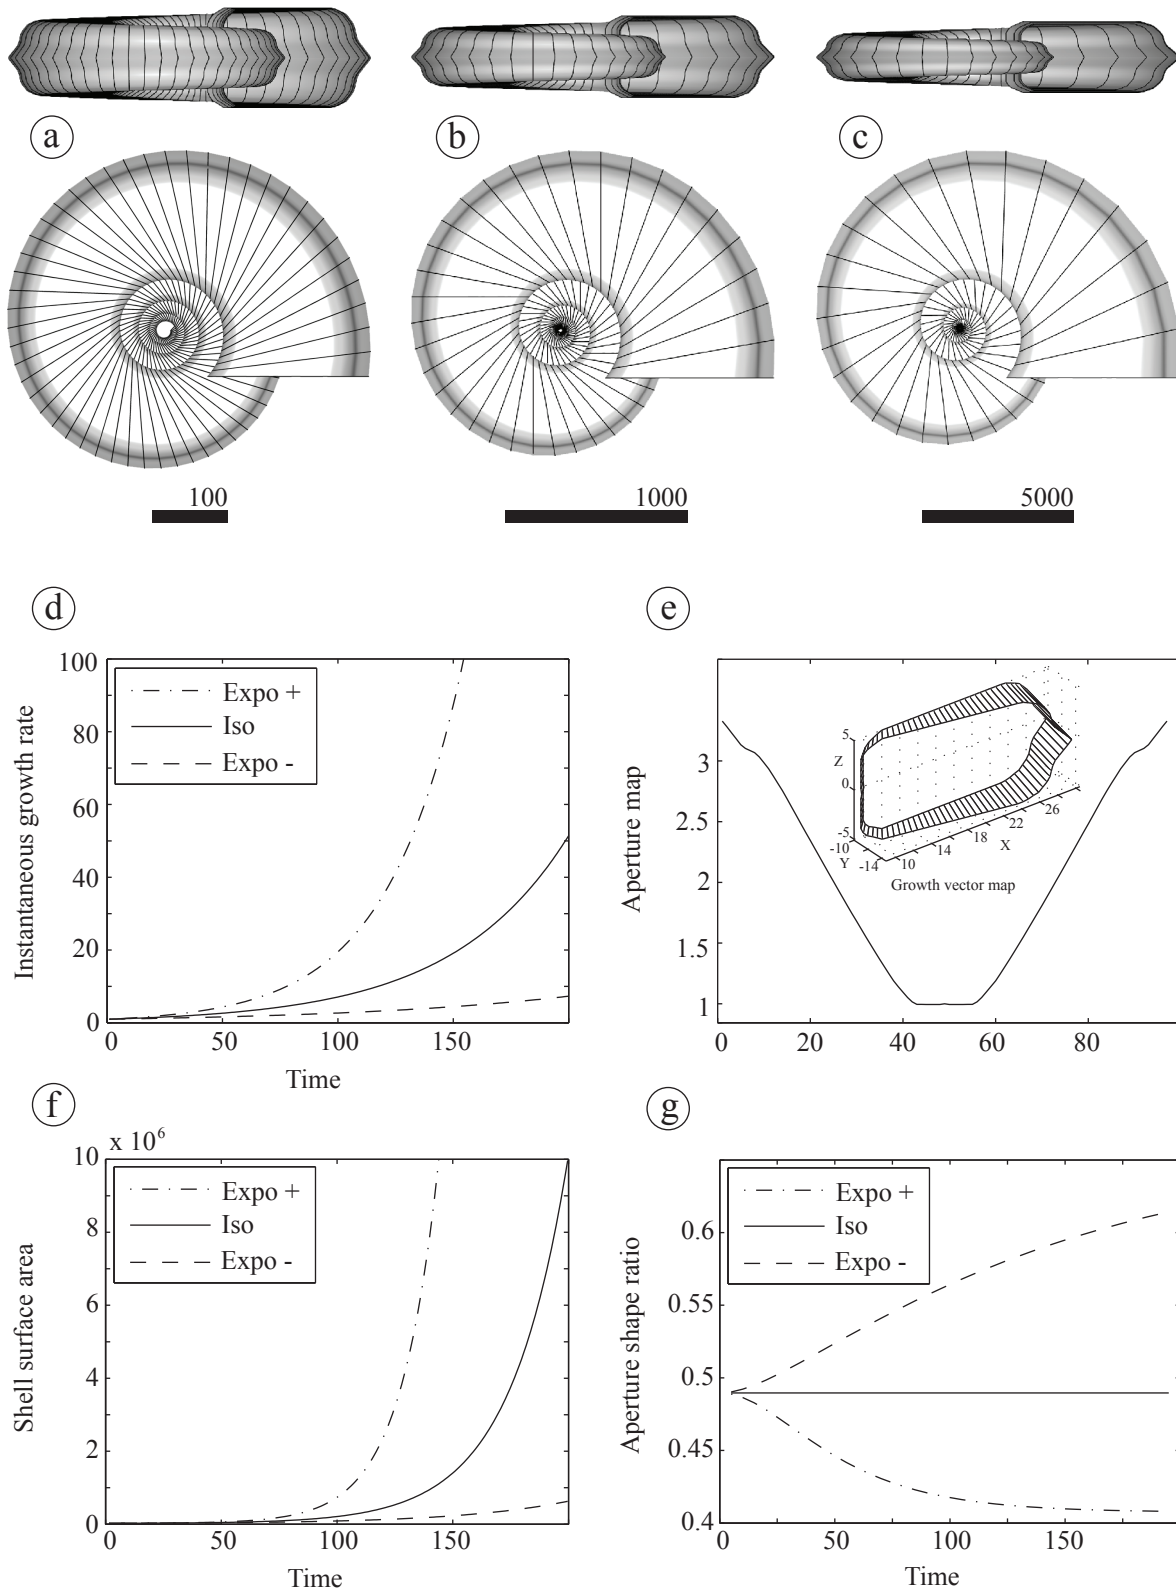 a
b
c
100
1000
5000
d
e
100
80
60
40
20
0
Expo +
Iso
Expo -
Instantaneous growth rate
0
50
100
150
Time
3
2.5
2
1.5
1
Aperture map
5
Z
0
-5
-10
Y
-14
10
14
18
22
26
X
Growth vector map
0
20
40
60
80
f
g
x 10⁶
10
8
6
4
2
0
Expo +
Iso
Expo -
Shell surface area
0
50
100
150
Time
0.6
0.55
0.5
0.45
0.4
Expo +
Iso
Expo -
Aperture shape ratio
0
50
100
150
Time